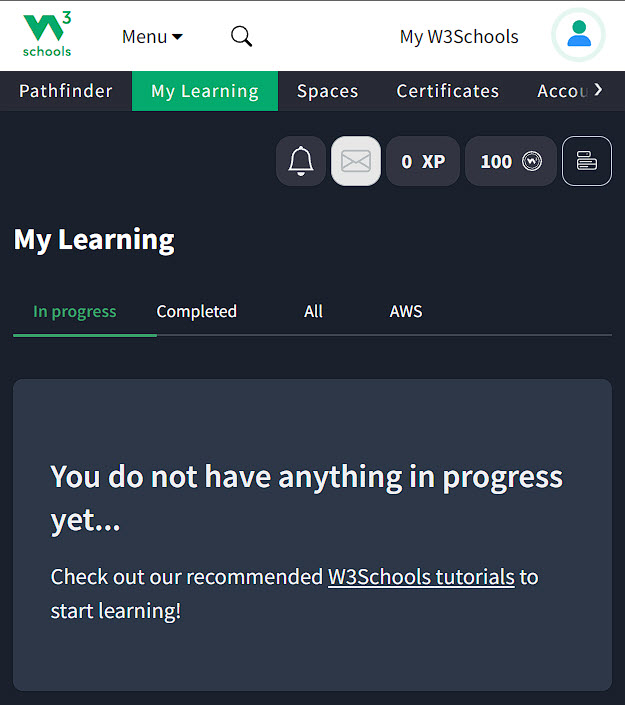 3
schools
Menu
My W3Schools
Pathfinder My Learning Spaces Certificates Accou
0 XP 100
My Learning
In progress Completed All AWS
You do not have anything in progress
yet...
Check out our recommended W3Schools tutorials to
start learning!